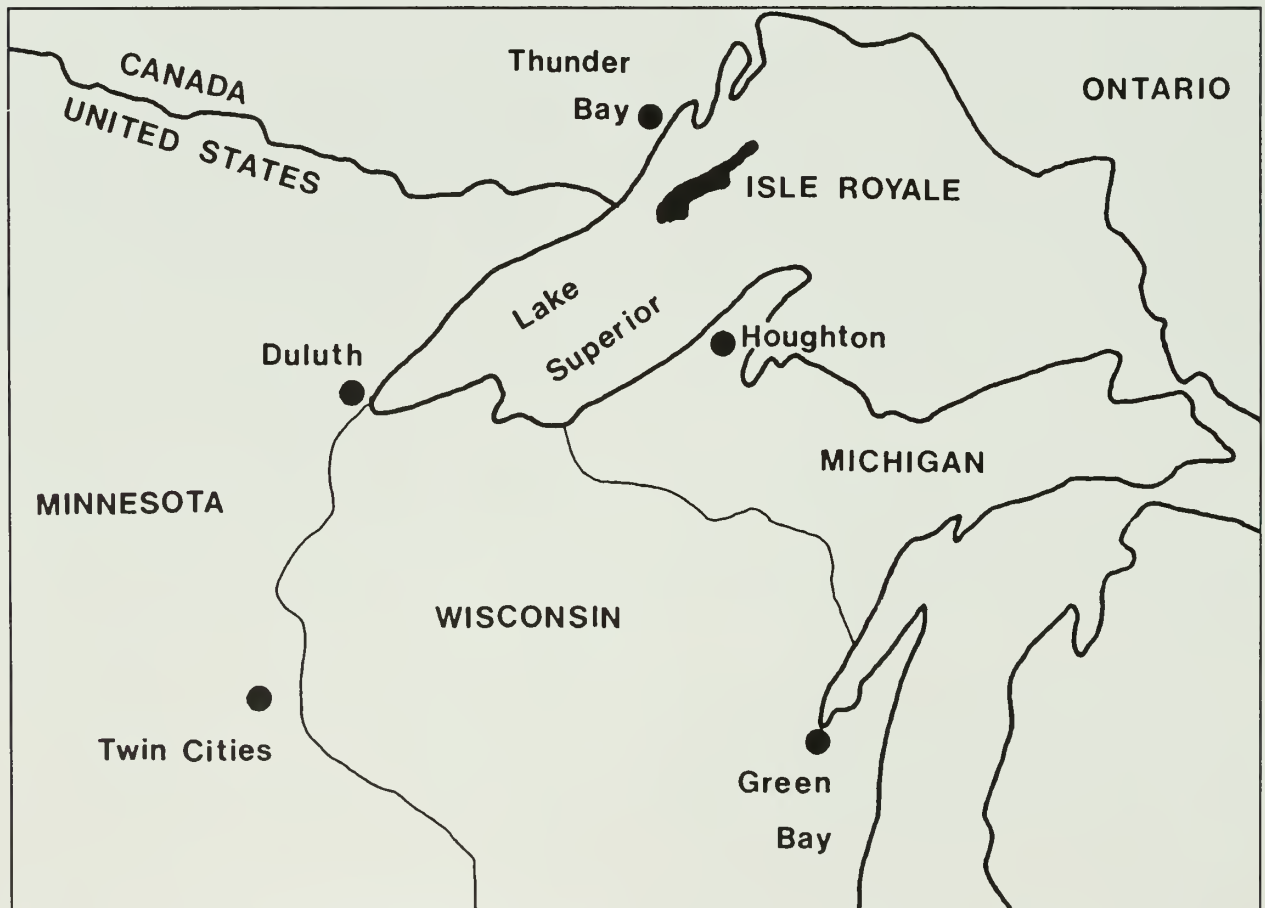 CANADA
UNITED STATES
Thunder
Bay
ONTARIO
ISLE ROYALE
Lake
Superior
Houghton
Duluth
MICHIGAN
MINNESOTA
WISCONSIN
Twin Cities
Green
Bay